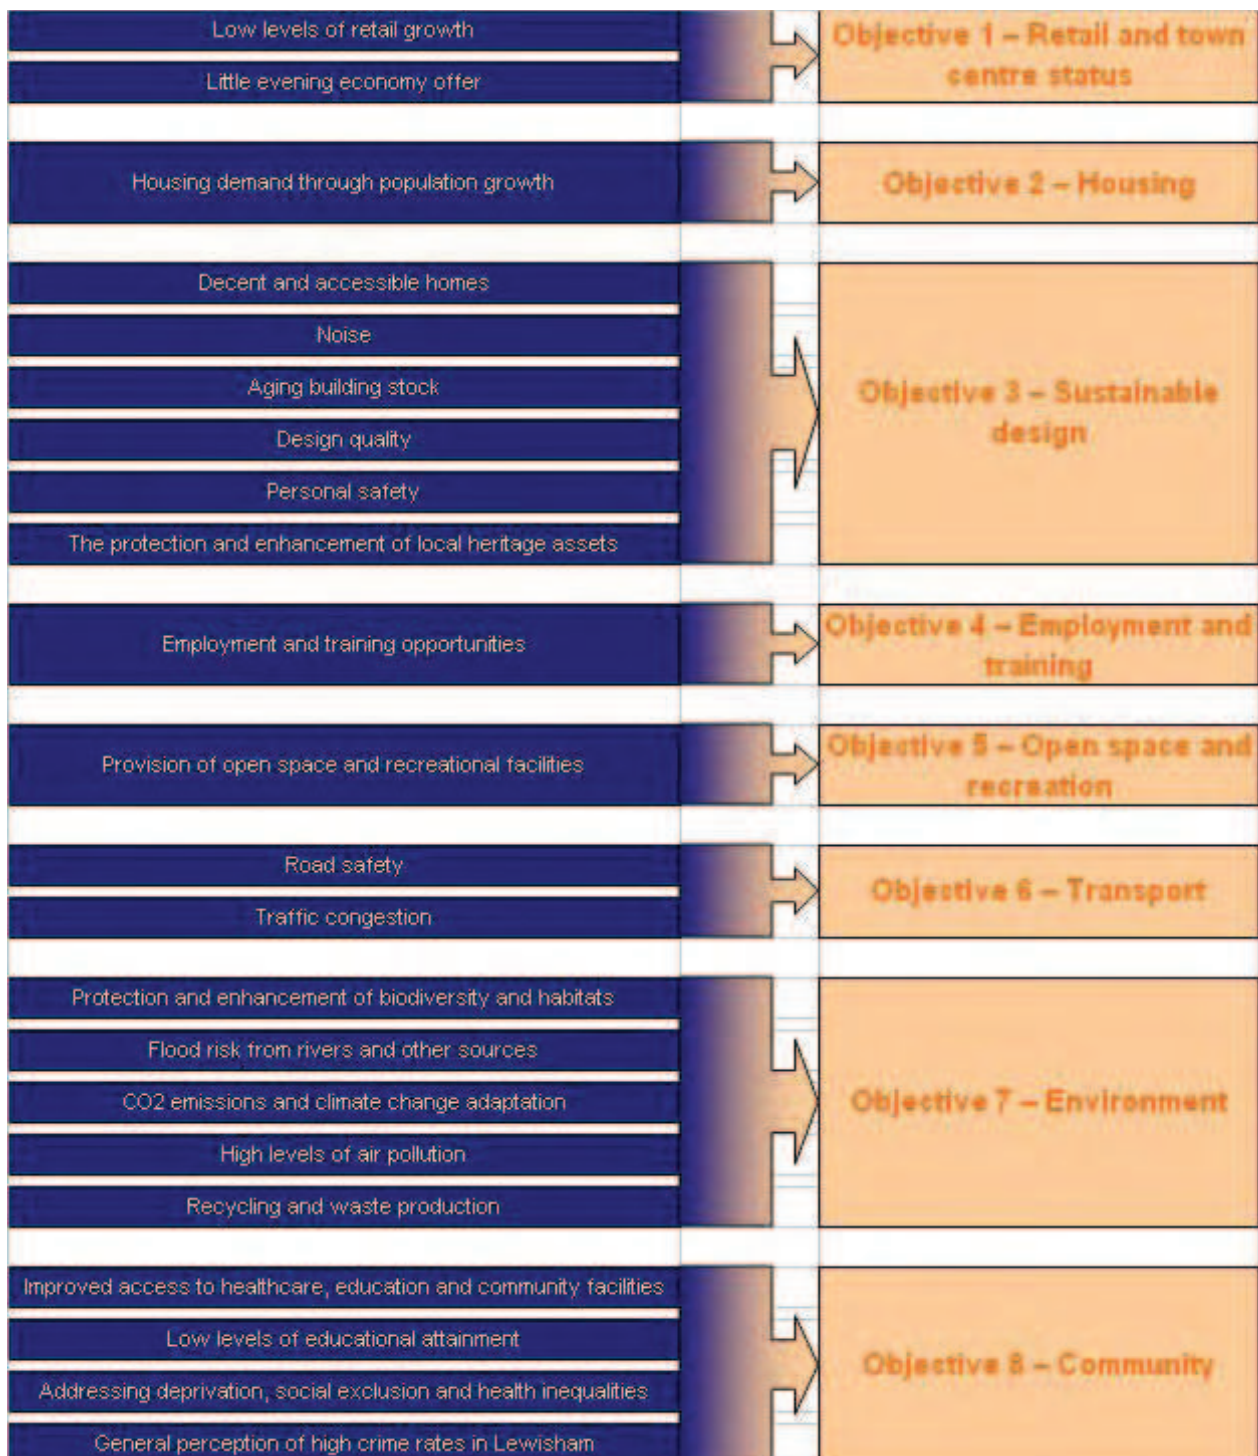 Low levels of retail growth
Little evening economy offer
Objective 1 – Retail and town
centre status
Housing demand through population growth
Objective 2 – Housing
Decent and accessible homes
Noise
Aging building stock
Design quality
Personal safety
The protection and enhancement of local heritage assets
Objective 3 – Sustainable
design
Employment and training opportunities
Objective 4 – Employment and
training
Provision of open space and recreational facilities
Objective 5 – Open space and
recreation
Road safety
Traffic congestion
Objective 6 – Transport
Protection and enhancement of biodiversity and habitats
Flood risk from rivers and other sources
CO2 emissions and climate change adaptation
High levels of air pollution
Recycling and waste production
Objective 7 – Environment
Improved access to healthcare, education and community facilities
Low levels of educational attainment
Addressing deprivation, social exclusion and health inequalities
General perception of high crime rates in Lewisham
Objective 8 – Community